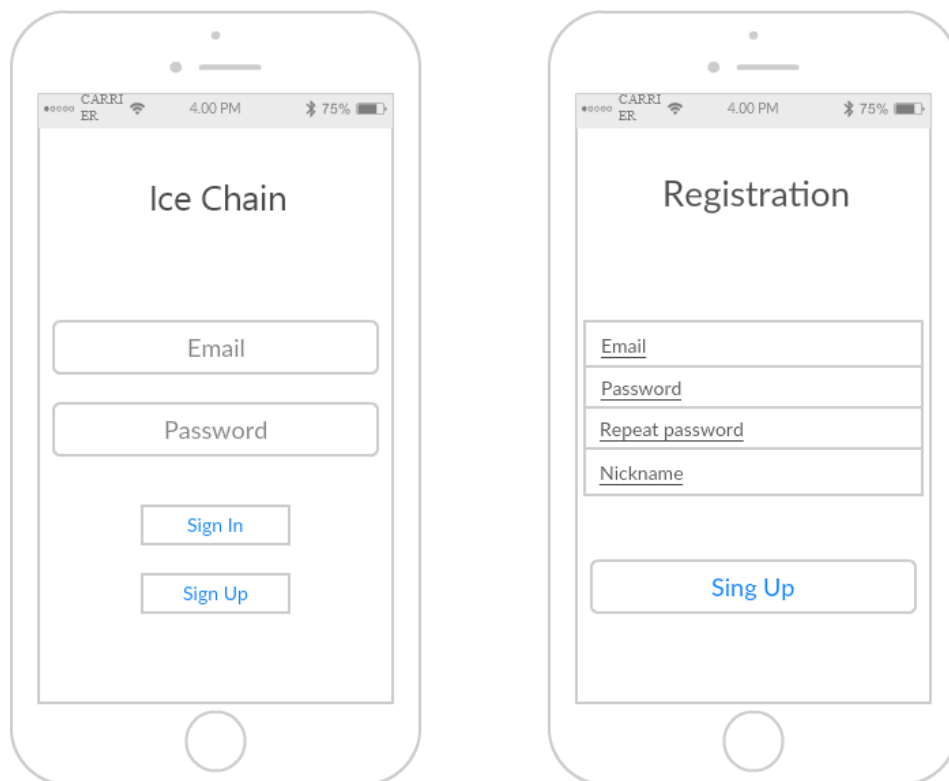 CARRI
ER
4.00 PM
75%
Ice Chain
Email
Password
Sign In
Sign Up
CARRI
ER
4.00 PM
75%
Registration
Email
Password
Repeat password
Nickname
Sing Up